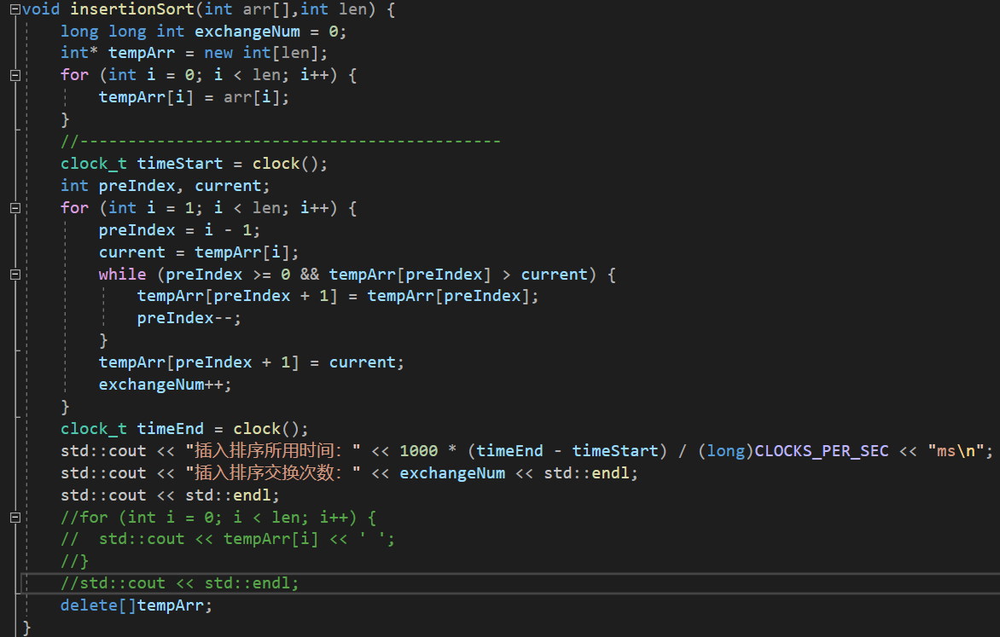 void insertionSort(int arr[],int len) {
    long long int exchangeNum = 0;
    int* tempArr = new int[len];
    for (int i = 0; i < len; i++) {
        tempArr[i] = arr[i];
    }
    //--------------------------------------------
    clock_t timeStart = clock();
    int preIndex, current;
    for (int i = 1; i < len; i++) {
        preIndex = i - 1;
        current = tempArr[i];
        while (preIndex >= 0 && tempArr[preIndex] > current) {
            tempArr[preIndex + 1] = tempArr[preIndex];
            preIndex--;
        }
        tempArr[preIndex + 1] = current;
        exchangeNum++;
    }
    clock_t timeEnd = clock();
    std::cout << "插入排序所用时间：" << 1000 * (timeEnd - timeStart) / (long)CLOCKS_PER_SEC << "ms\n";
    std::cout << "插入排序交换次数：" << exchangeNum << std::endl;
    std::cout << std::endl;
    //for (int i = 0; i < len; i++) {
    //  std::cout << tempArr[i] << ' ';
    //}
    //std::cout << std::endl;
    delete[]tempArr;
}